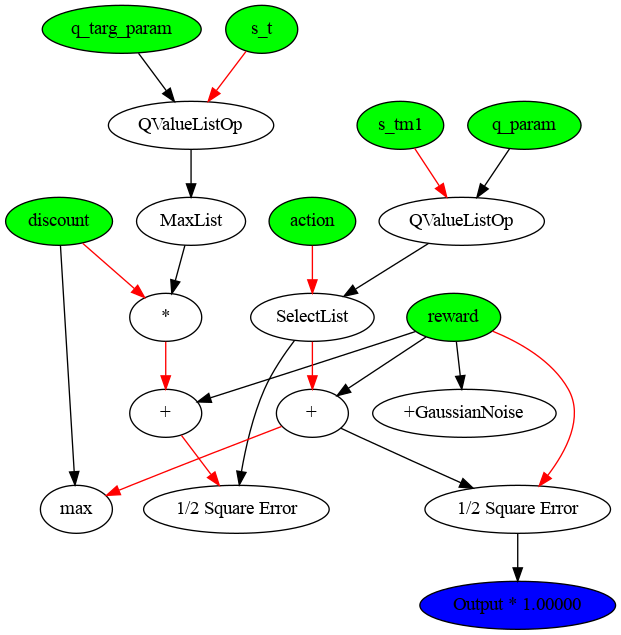 q_targ_param
s_t
QValueListOp
s_tm1
q_param
discount
MaxList
action
QValueListOp
*
SelectList
reward
+
+
+GaussianNoise
max
1/2 Square Error
1/2 Square Error
Output * 1.00000